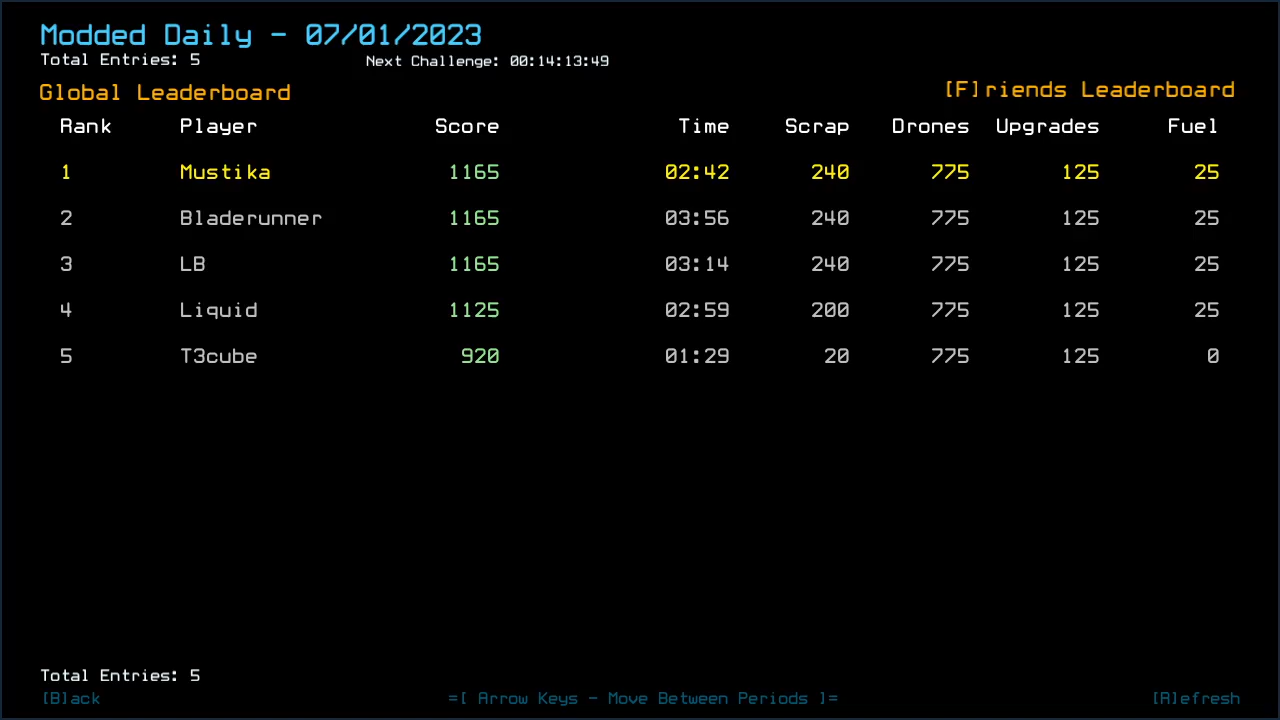 Modded Daily - 07/01/2023
Total Entries: 5 Next Challenge: 00:14:13:49
Global Leaderboard [F]riends Leaderboard
Rank Player Score Time Scrap Drones Upgrades Fuel
1 Mustika 1165 02:42 240 775 125 25
2 Bladerunner 1165 03:56 240 775 125 25
3 LB 1165 03:14 240 775 125 25
4 Liquid 1125 02:59 200 775 125 25
5 T3cube 920 01:29 20 775 125 0
Total Entries: 5
[B]ack =[ Arrow Keys - Move Between Periods ]= [R]efresh